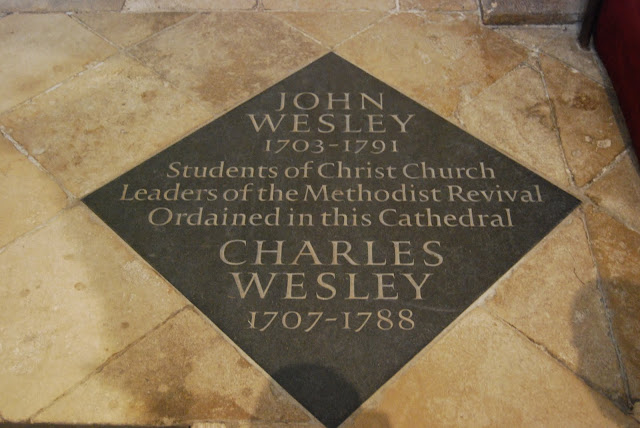 JOHN
WESLEY
1703-1791
Students of Christ Church
Leaders of the Methodist Revival
Ordained in this Cathedral
CHARLES
WESLEY
1707-1788